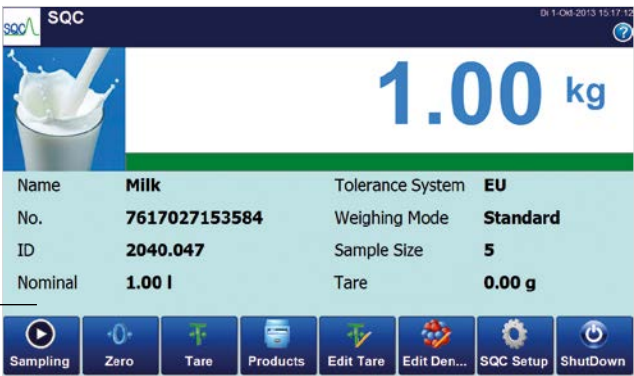 SQC
SQC
Di 1-Okt-2013 15:17:12
?
1.00 kg
Name Milk Tolerance System EU
No. 7617027153584 Weighing Mode Standard
ID 2040.047 Sample Size 5
Nominal 1.00 l Tare 0.00 g
Sampling Zero Tare Products Edit Tare Edit Den... SQC Setup ShutDown